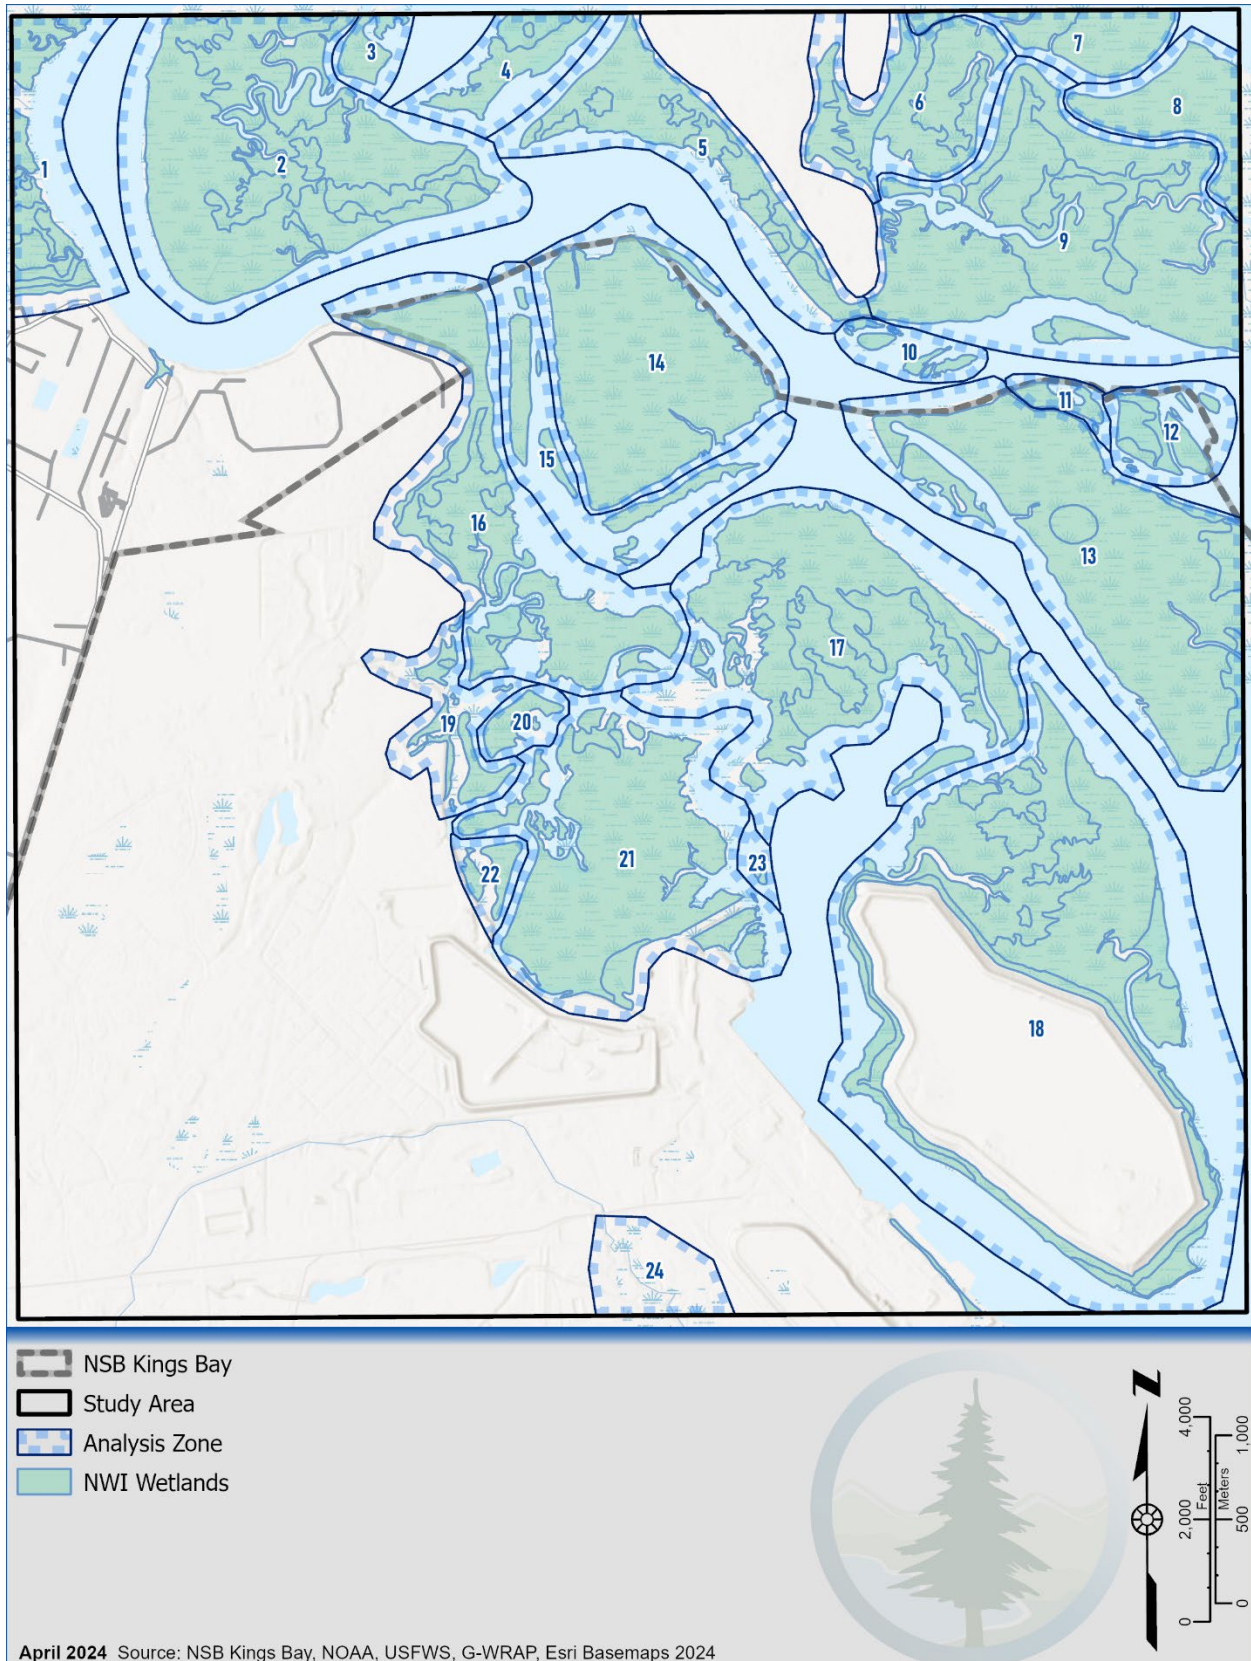 1
2
3
4
5
6
7
8
9
10
11
12
13
14
15
16
17
18
19
20
21
22
23
24
NSB Kings Bay
Study Area
Analysis Zone
NWI Wetlands
N
0 2,000 4,000
Feet
Meters
0 500 1,000
April 2024 Source: NSB Kings Bay, NOAA, USFWS, G-WRAP, Esri Basemaps 2024